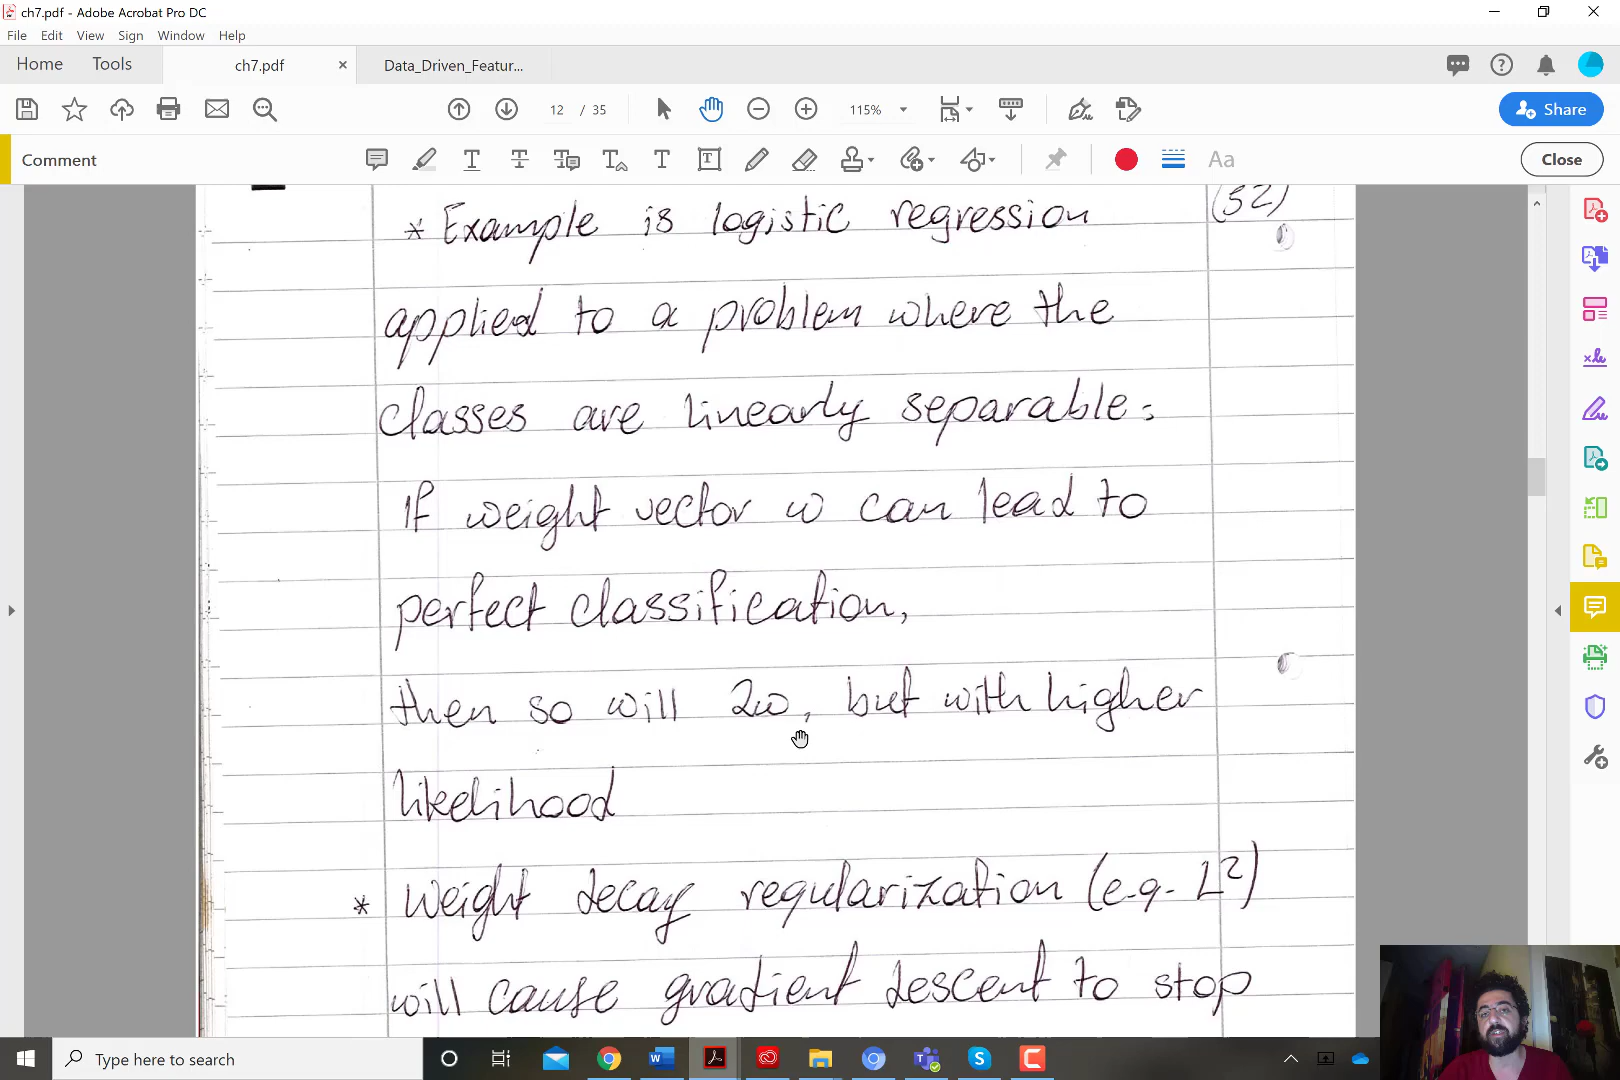 ch7.pdf - Adobe Acrobat Pro DC
File Edit View Sign Window Help
Home Tools ch7.pdf Data_Driven_Featur...
12 / 35 115% Share
Comment Aa Close
(52)
* Example is logistic regression
applied to a problem where the
classes are linearly separable:
If weight vector w can lead to
perfect classification,
then so will 2w, but with higher
likelihood
* Weight decay regularization (e.g. L²)
will cause gradient descent to stop
Type here to search